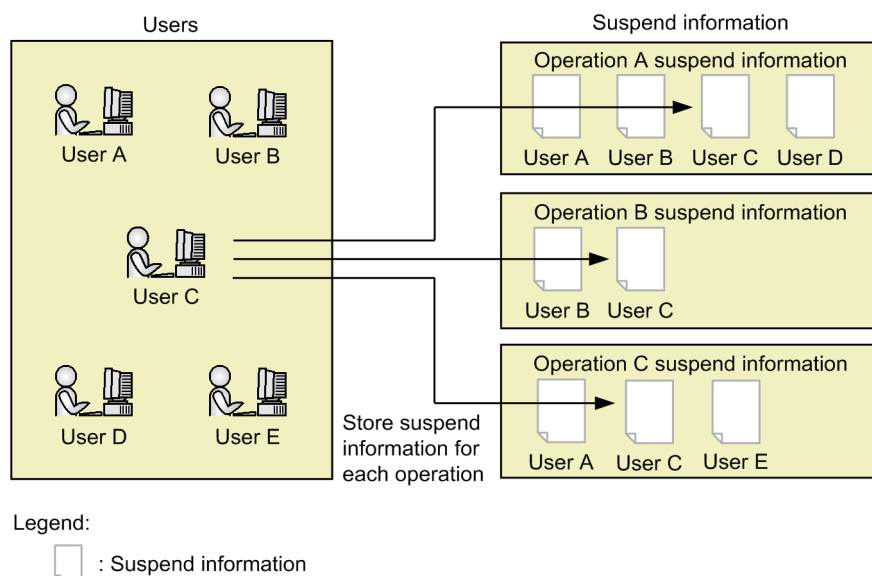 Users
Suspend information
User A
User B
User C
User D
User E
Store suspend
information for
each operation
Operation A suspend information
User A User B User C User D
Operation B suspend information
User B User C
Operation C suspend information
User A User C User E
Legend:
: Suspend information